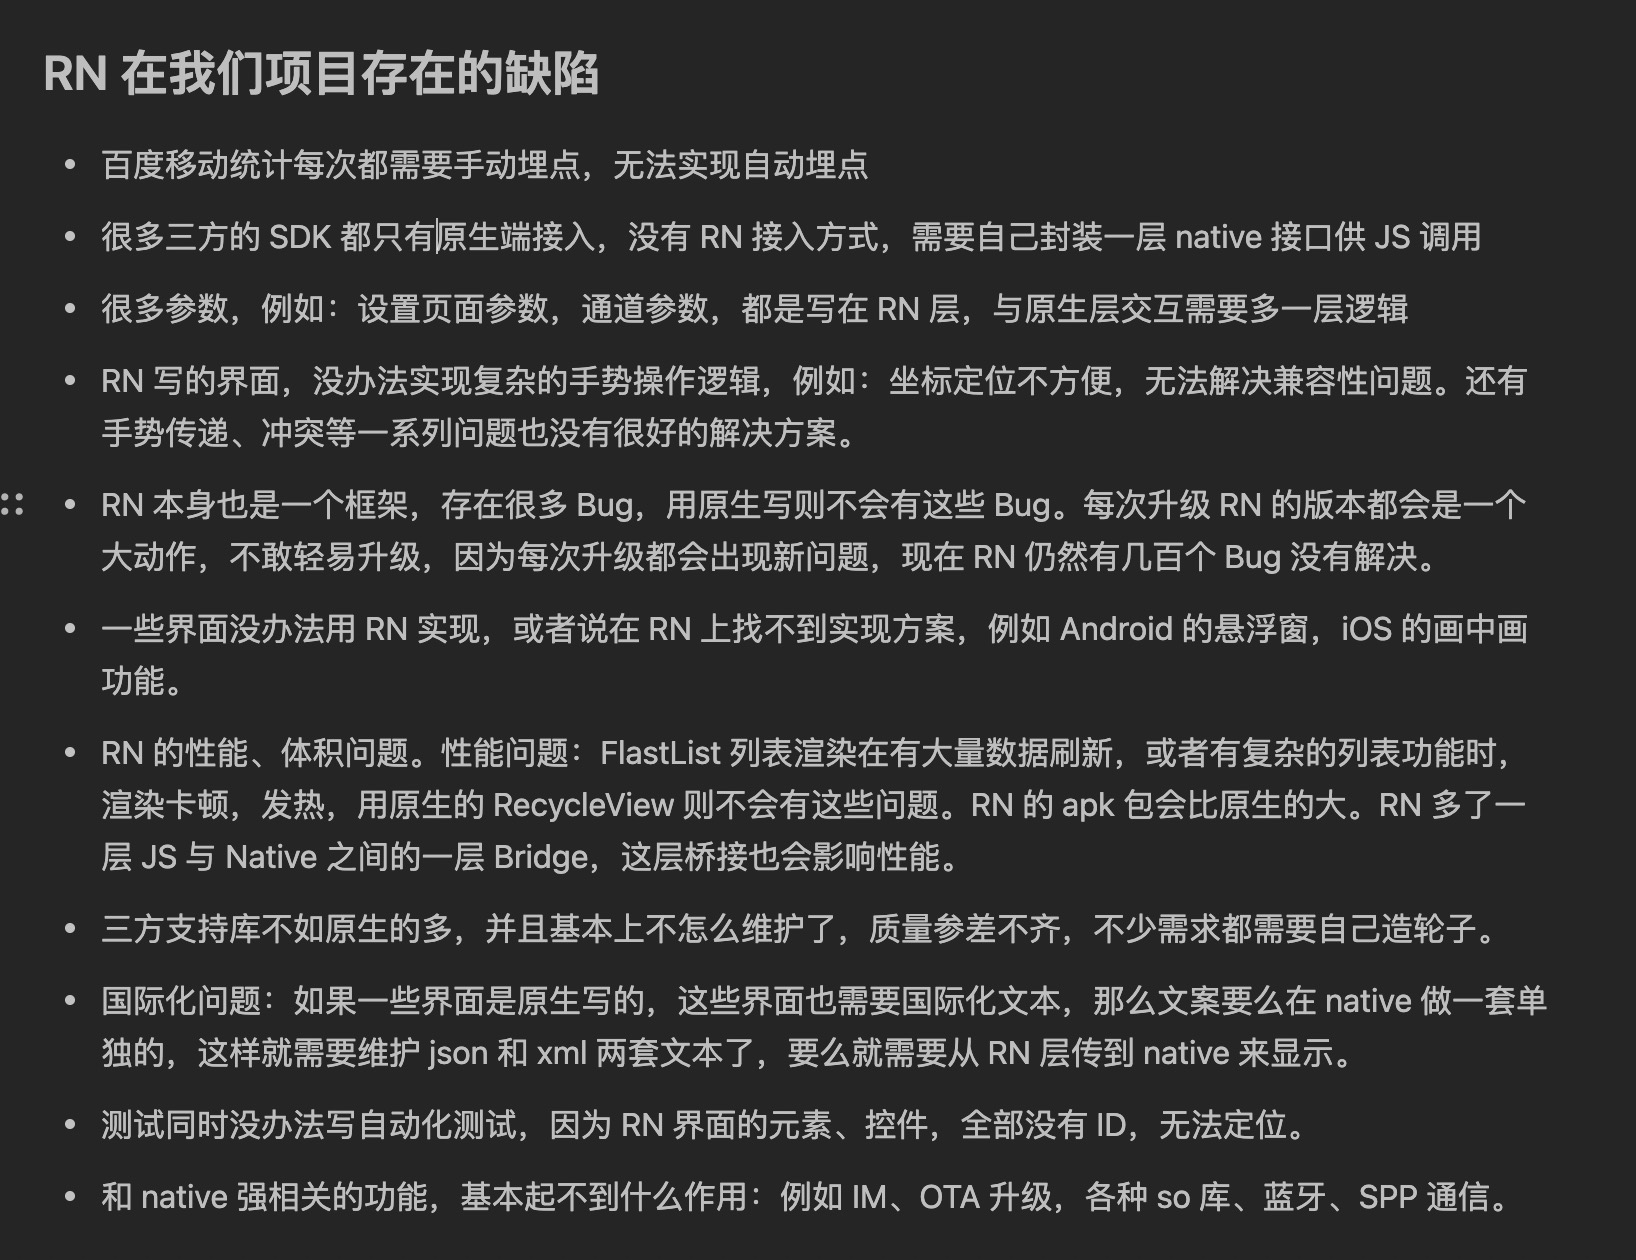 RN 在我们项目存在的缺陷
• 百度移动统计每次都需要手动埋点，无法实现自动埋点
• 很多三方的 SDK 都只有原生端接入，没有 RN 接入方式，需要自己封装一层 native 接口供 JS 调用
• 很多参数，例如：设置页面参数，通道参数，都是写在 RN 层，与原生层交互需要多一层逻辑
• RN 写的界面，没办法实现复杂的手势操作逻辑，例如：坐标定位不方便，无法解决兼容性问题。还有
手势传递、冲突等一系列问题也没有很好的解决方案。
• RN 本身也是一个框架，存在很多 Bug，用原生写则不会有这些 Bug。每次升级 RN 的版本都会是一个
大动作，不敢轻易升级，因为每次升级都会出现新问题，现在 RN 仍然有几百个 Bug 没有解决。
• 一些界面没办法用 RN 实现，或者说在 RN 上找不到实现方案，例如 Android 的悬浮窗，iOS 的画中画
功能。
• RN 的性能、体积问题。性能问题：FlastList 列表渲染在有大量数据刷新，或者有复杂的列表功能时，
渲染卡顿，发热，用原生的 RecycleView 则不会有这些问题。RN 的 apk 包会比原生的大。RN 多了一
层 JS 与 Native 之间的一层 Bridge，这层桥接也会影响性能。
• 三方支持库不如原生的多，并且基本上不怎么维护了，质量参差不齐，不少需求都需要自己造轮子。
• 国际化问题：如果一些界面是原生写的，这些界面也需要国际化文本，那么文案要么在 native 做一套单
独的，这样就需要维护 json 和 xml 两套文本了，要么就需要从 RN 层传到 native 来显示。
• 测试同时没办法写自动化测试，因为 RN 界面的元素、控件，全部没有 ID，无法定位。
• 和 native 强相关的功能，基本起不到什么作用：例如 IM、OTA 升级，各种 so 库、蓝牙、SPP 通信。